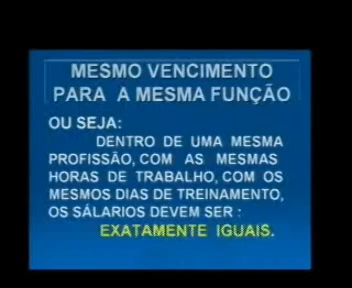 MESMO VENCIMENTO
PARA A MESMA FUNÇÃO
OU SEJA:
DENTRO DE UMA MESMA
PROFISSÃO, COM AS MESMAS
HORAS DE TRABALHO, COM OS
MESMOS DIAS DE TREINAMENTO,
OS SÁLARIOS DEVEM SER :
EXATAMENTE IGUAIS.